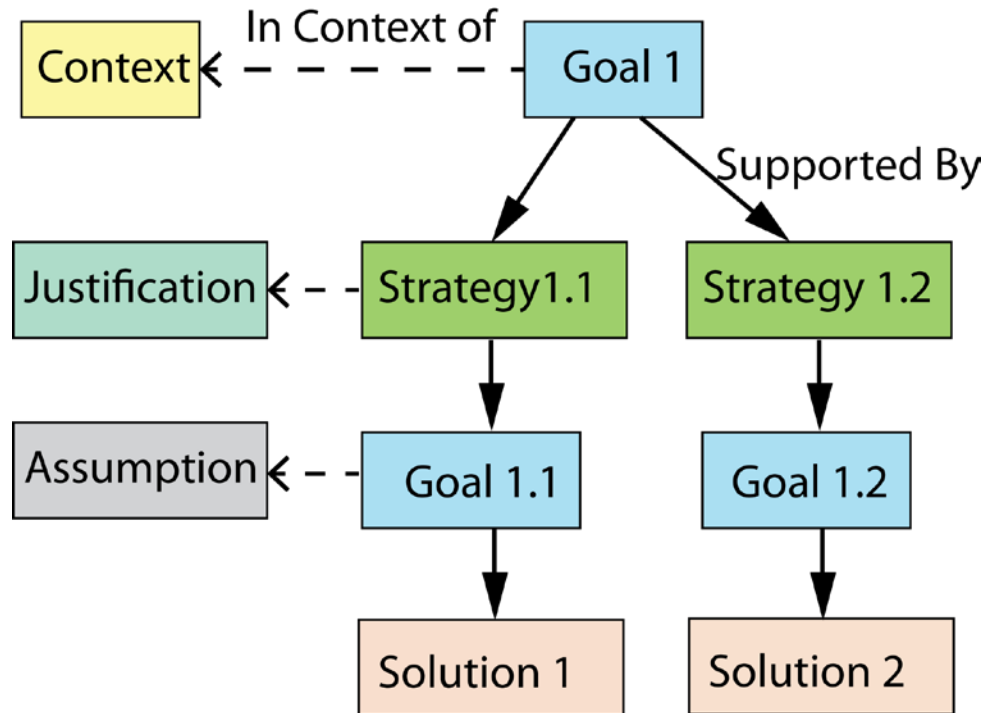 In Context of
Context
Goal 1
Supported By
Justification
Strategy1.1
Strategy 1.2
Assumption
Goal 1.1
Goal 1.2
Solution 1
Solution 2